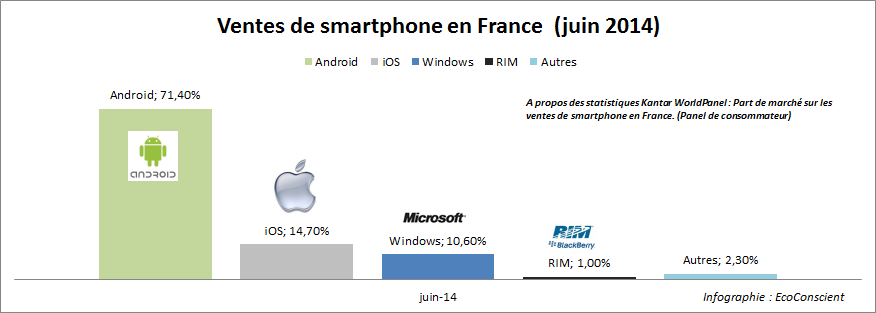 Ventes de smartphone en France (juin 2014)
Android iOS Windows RIM Autres
Android; 71,40%
A propos des statistiques Kantar WorldPanel : Part de marché sur les
ventes de smartphone en France. (Panel de consommateur)
ANDROID
iOS; 14,70%
Microsoft
Windows; 10,60%
RIM
BlackBerry
RIM; 1,00%
Autres; 2,30%
juin-14
Infographie : EcoConscient